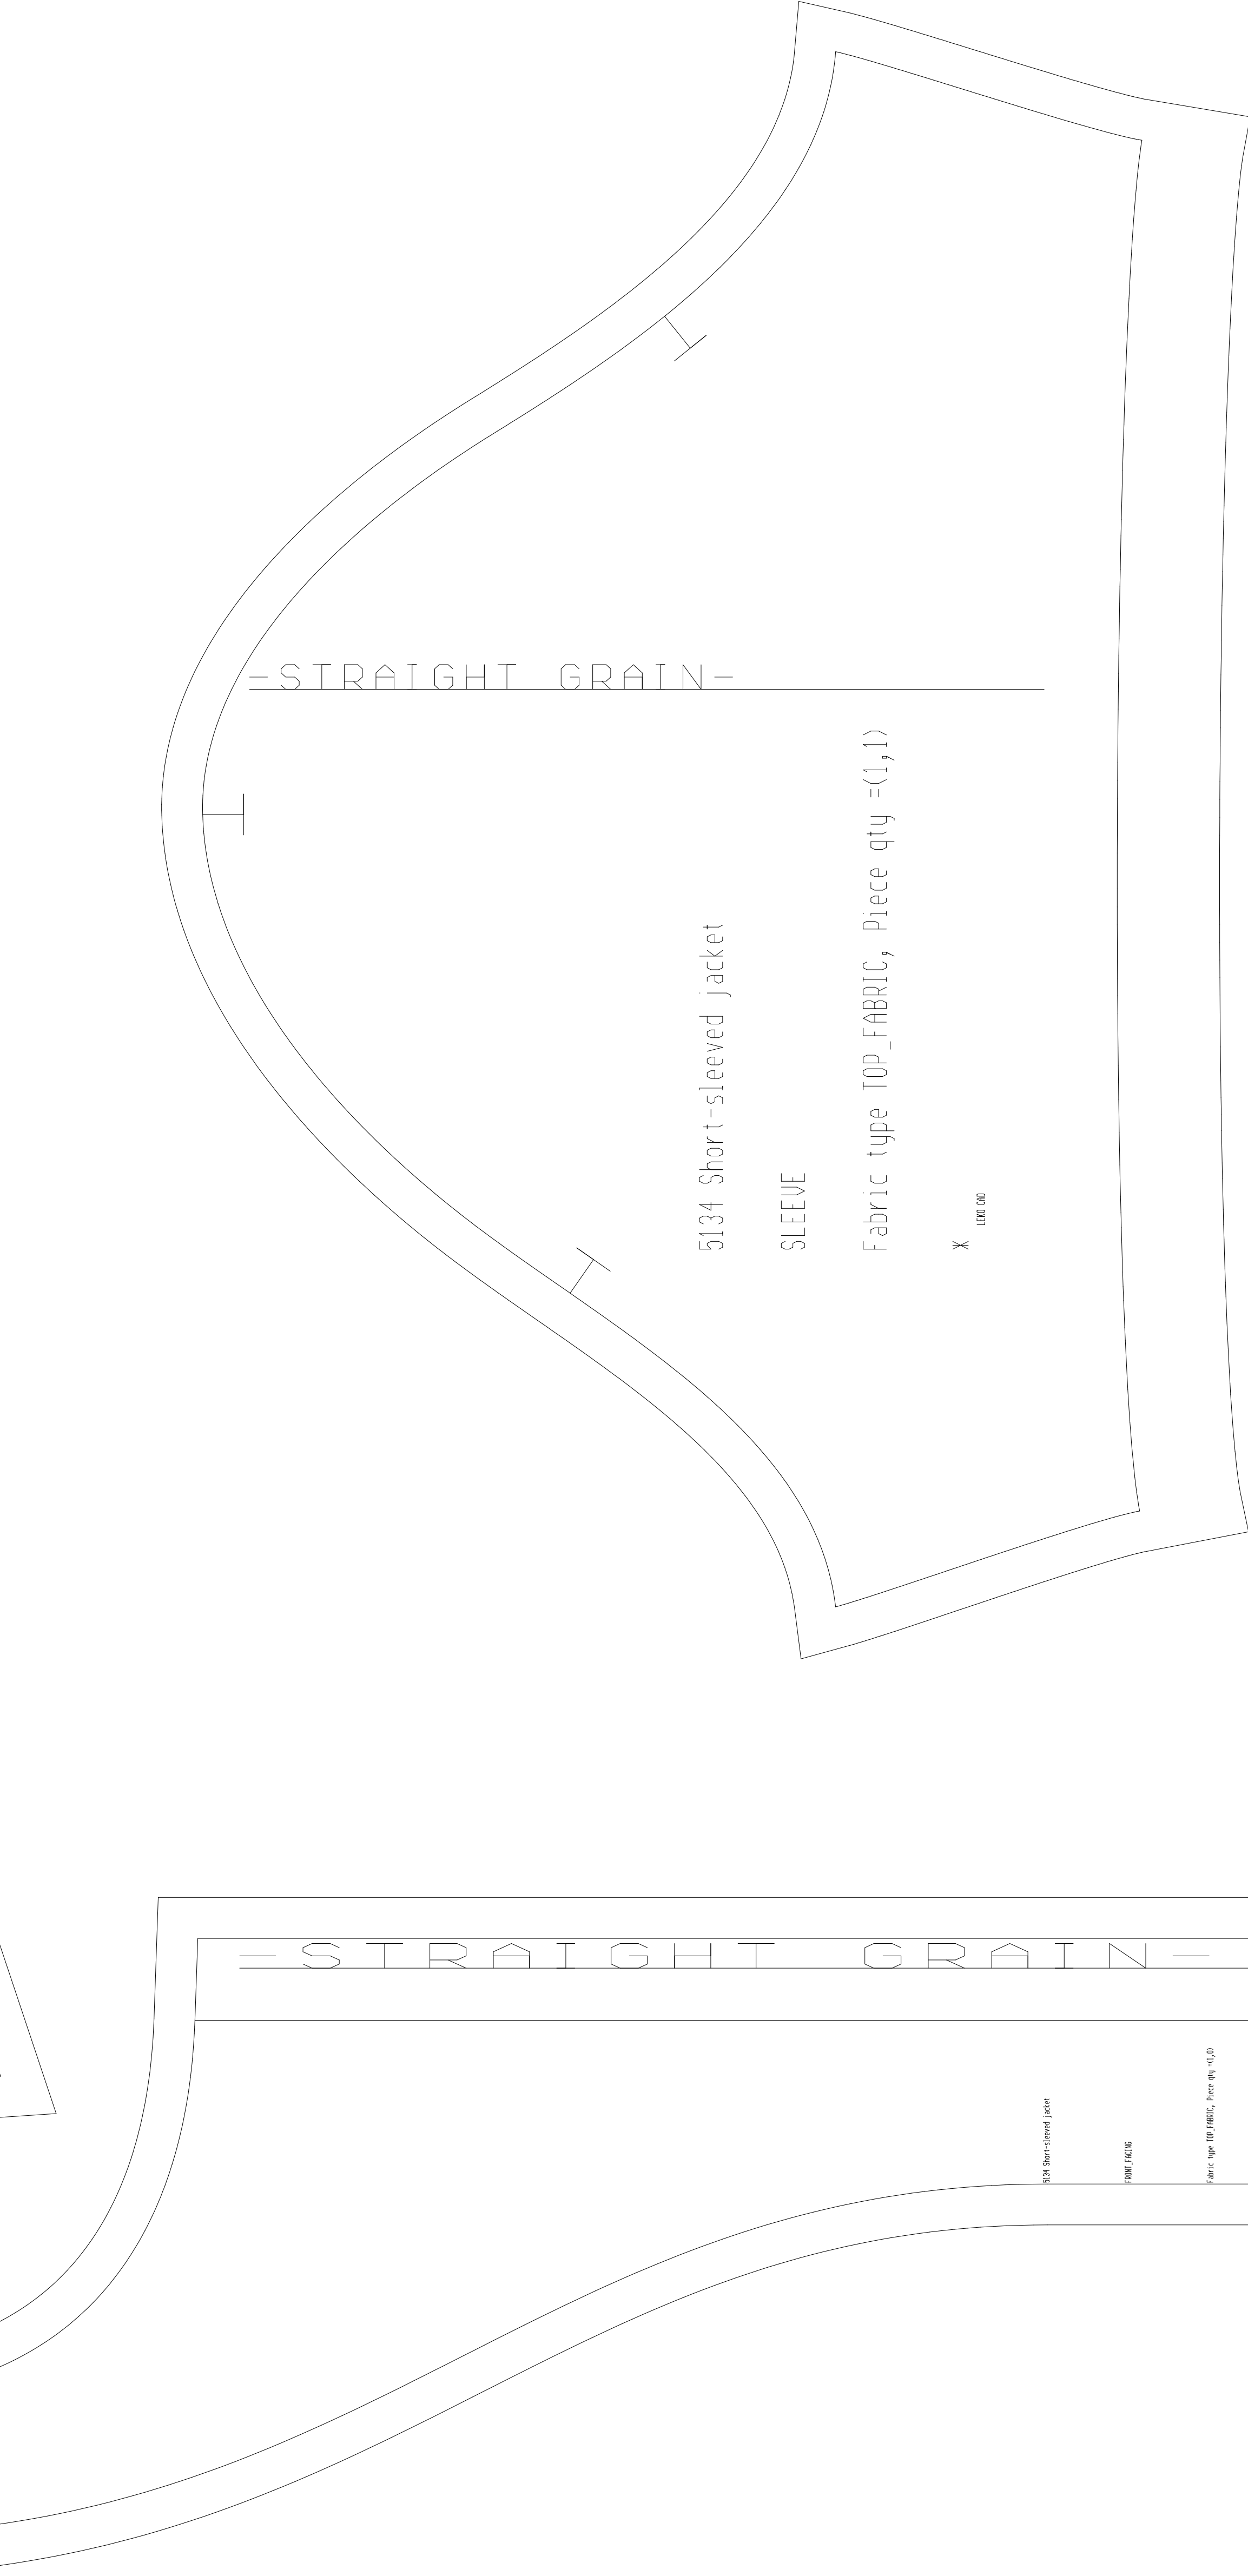 -STRAIGHT GRAIN-
5134 Short-sleeved jacket
SLEEVE
Fabric type TOP_FABRIC, Piece qty =(1,1)
LEKO CAD
-STRAIGHT GRAIN-
5134 Short-sleeved jacket
FRONT_FACING
Fabric type TOP_FABRIC, Piece qty =(1,0)